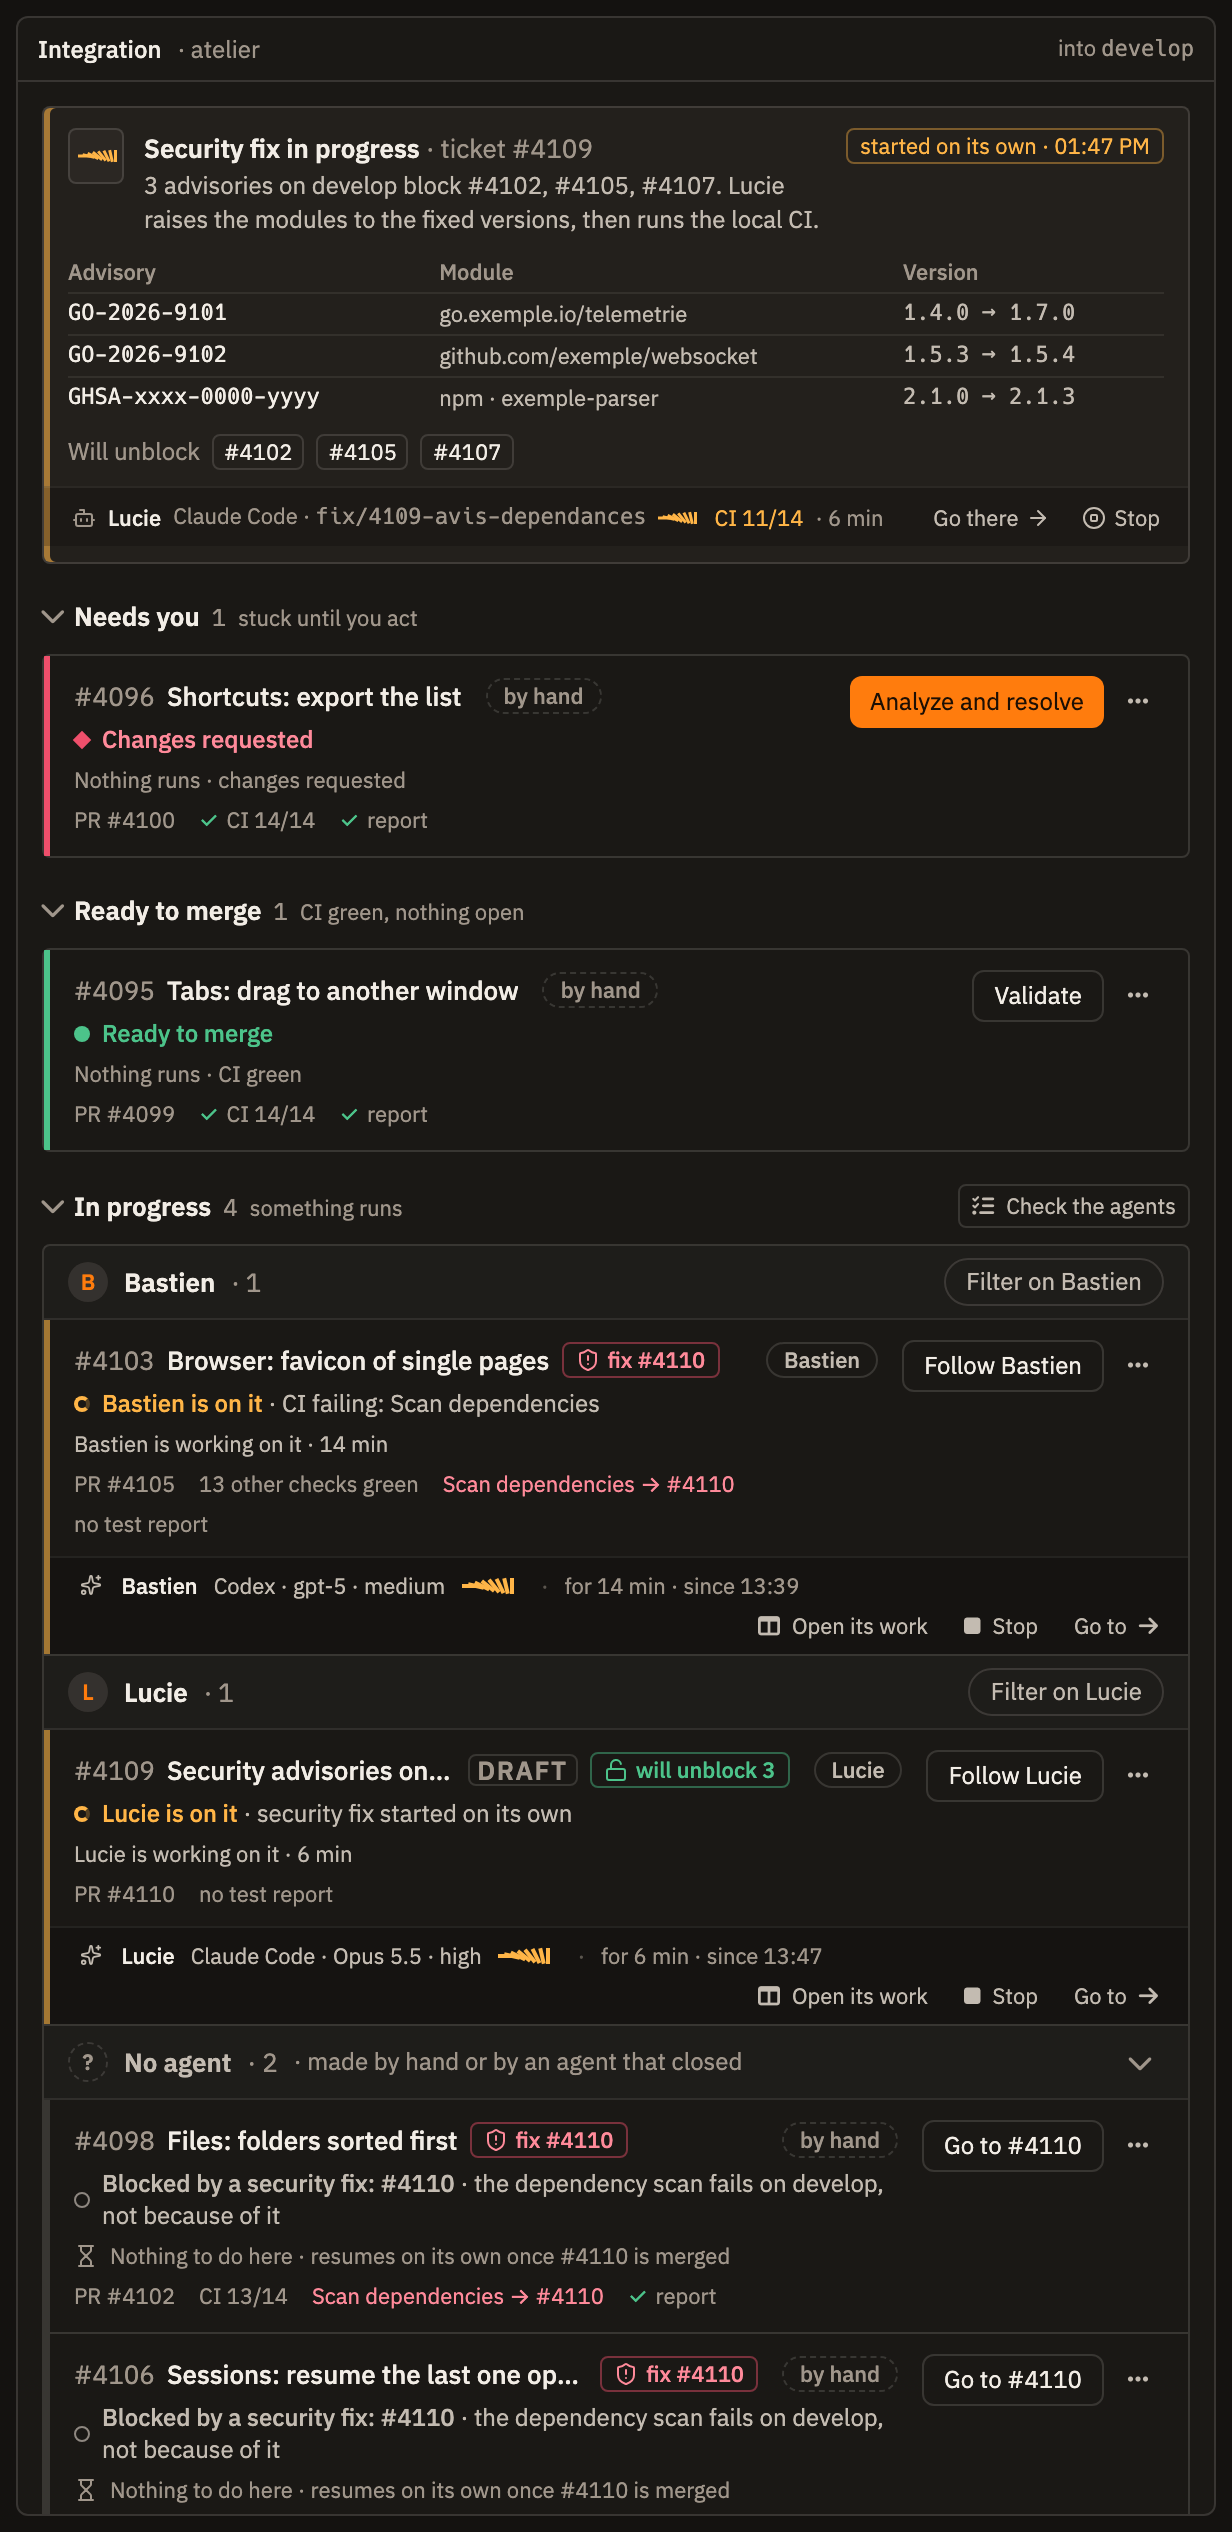 Integration · atelier
into develop
Security fix in progress · ticket #4109
started on its own · 01:47 PM
3 advisories on develop block #4102, #4105, #4107. Lucie
raises the modules to the fixed versions, then runs the local CI.
Advisory Module Version
GO-2026-9101 go.exemple.io/telemetrie 1.4.0 → 1.7.0
GO-2026-9102 github.com/exemple/websocket 1.5.3 → 1.5.4
GHSA-xxxx-0000-yyyy npm · exemple-parser 2.1.0 → 2.1.3
Will unblock #4102 #4105 #4107
Lucie Claude Code · fix/4109-avis-dependances CI 11/14 · 6 min Go there → Stop
Needs you 1 stuck until you act
#4096 Shortcuts: export the list by hand Analyze and resolve
Changes requested
Nothing runs · changes requested
PR #4100 ✓ CI 14/14 ✓ report
Ready to merge 1 CI green, nothing open
#4095 Tabs: drag to another window by hand Validate
Ready to merge
Nothing runs · CI green
PR #4099 ✓ CI 14/14 ✓ report
In progress 4 something runs Check the agents
B Bastien · 1 Filter on Bastien
#4103 Browser: favicon of single pages fix #4110 Bastien Follow Bastien
Bastien is on it · CI failing: Scan dependencies
Bastien is working on it · 14 min
PR #4105 13 other checks green Scan dependencies → #4110
no test report
Bastien Codex · gpt-5 · medium · for 14 min · since 13:39
Open its work Stop Go to →
L Lucie · 1 Filter on Lucie
#4109 Security advisories on... DRAFT will unblock 3 Lucie Follow Lucie
Lucie is on it · security fix started on its own
Lucie is working on it · 6 min
PR #4110 no test report
Lucie Claude Code · Opus 5.5 · high · for 6 min · since 13:47
Open its work Stop Go to →
? No agent · 2 · made by hand or by an agent that closed
#4098 Files: folders sorted first fix #4110 by hand Go to #4110
Blocked by a security fix: #4110 · the dependency scan fails on develop,
not because of it
Nothing to do here · resumes on its own once #4110 is merged
PR #4102 CI 13/14 Scan dependencies → #4110 ✓ report
#4106 Sessions: resume the last one op... fix #4110 by hand Go to #4110
Blocked by a security fix: #4110 · the dependency scan fails on develop,
not because of it
Nothing to do here · resumes on its own once #4110 is merged